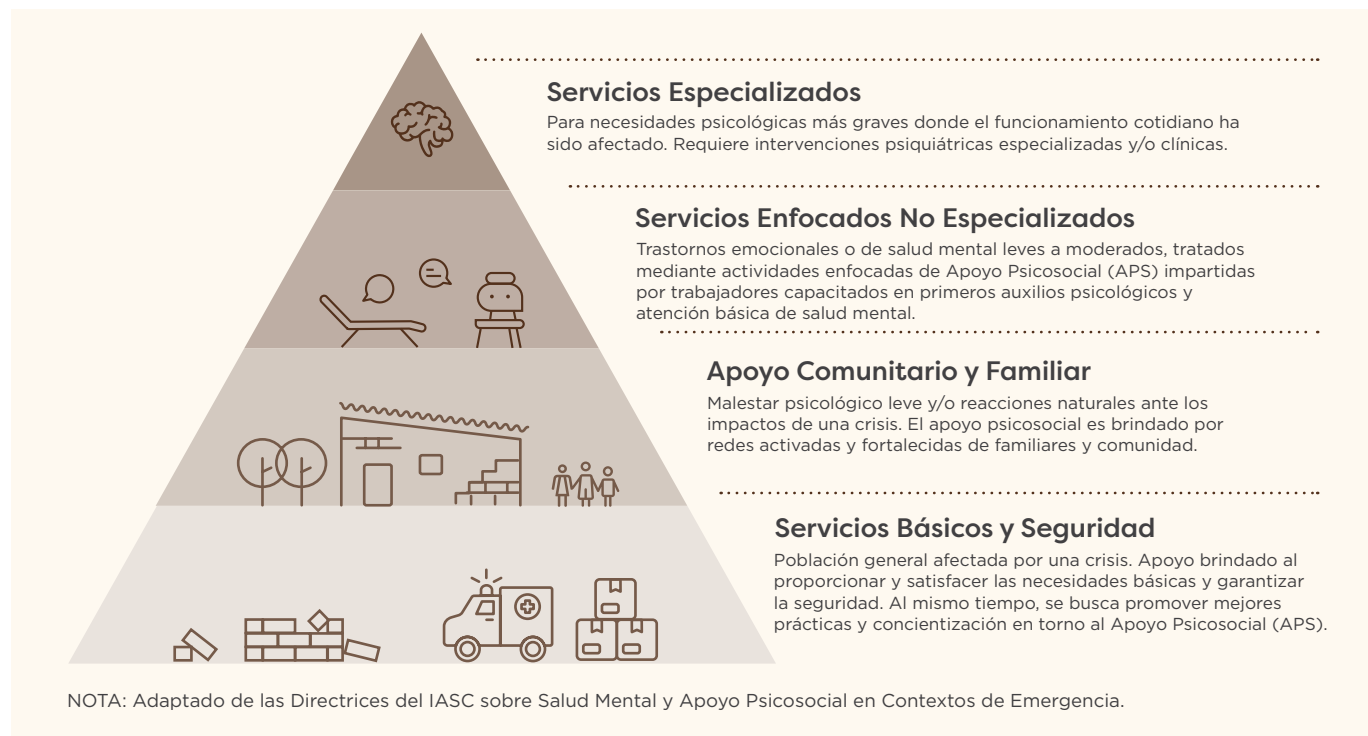 Servicios Especializados
Para necesidades psicológicas más graves donde el funcionamiento cotidiano ha
sido afectado. Requiere intervenciones psiquiátricas especializadas y/o clínicas.
Servicios Enfocados No Especializados
Trastornos emocionales o de salud mental leves a moderados, tratados
mediante actividades enfocadas de Apoyo Psicosocial (APS) impartidas
por trabajadores capacitados en primeros auxilios psicológicos y
atención básica de salud mental.
Apoyo Comunitario y Familiar
Malestar psicológico leve y/o reacciones naturales ante los
impactos de una crisis. El apoyo psicosocial es brindado por
redes activadas y fortalecidas de familiares y comunidad.
Servicios Básicos y Seguridad
Población general afectada por una crisis. Apoyo brindado al
proporcionar y satisfacer las necesidades básicas y garantizar
la seguridad. Al mismo tiempo, se busca promover mejores
prácticas y concientización en torno al Apoyo Psicosocial (APS).
NOTA: Adaptado de las Directrices del IASC sobre Salud Mental y Apoyo Psicosocial en Contextos de Emergencia.